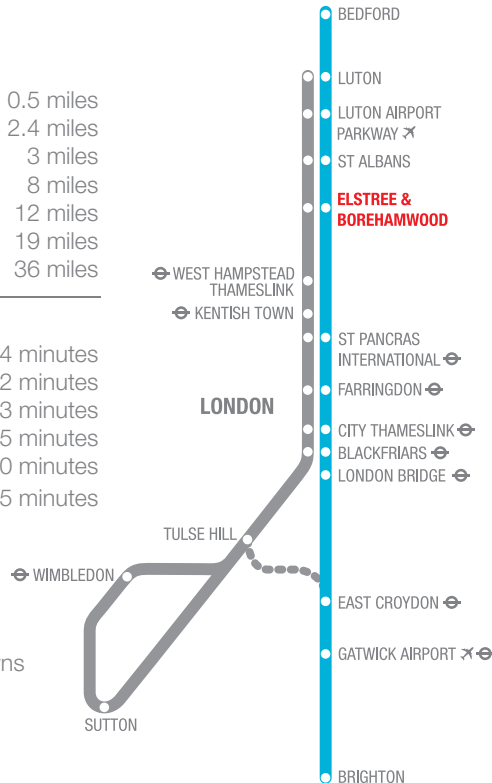 BEDFORD
LUTON
0.5 miles
2.4 miles
3 miles
8 miles
12 miles
19 miles
36 miles
LUTON AIRPORT
PARKWAY
ST ALBANS
ELSTREE &
BOREHAMWOOD
WEST HAMPSTEAD
THAMESLINK
KENTISH TOWN
4 minutes
2 minutes
3 minutes
5 minutes
0 minutes
5 minutes
ST PANCRAS
INTERNATIONAL
FARRINGDON
LONDON
CITY THAMESLINK
BLACKFRIARS
LONDON BRIDGE
TULSE HILL
WIMBLEDON
EAST CROYDON
GATWICK AIRPORT
SUTTON
BRIGHTON